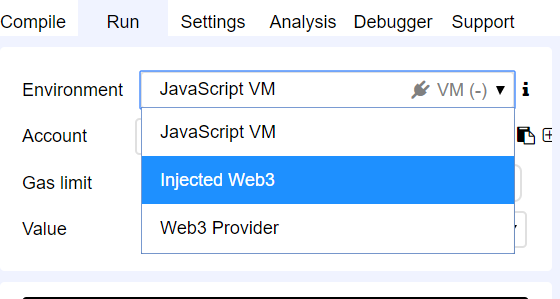 Compile Run Settings Analysis Debugger Support
Environment JavaScript VM VM (-)
JavaScript VM
Account
Injected Web3
Gas limit
Web3 Provider
Value